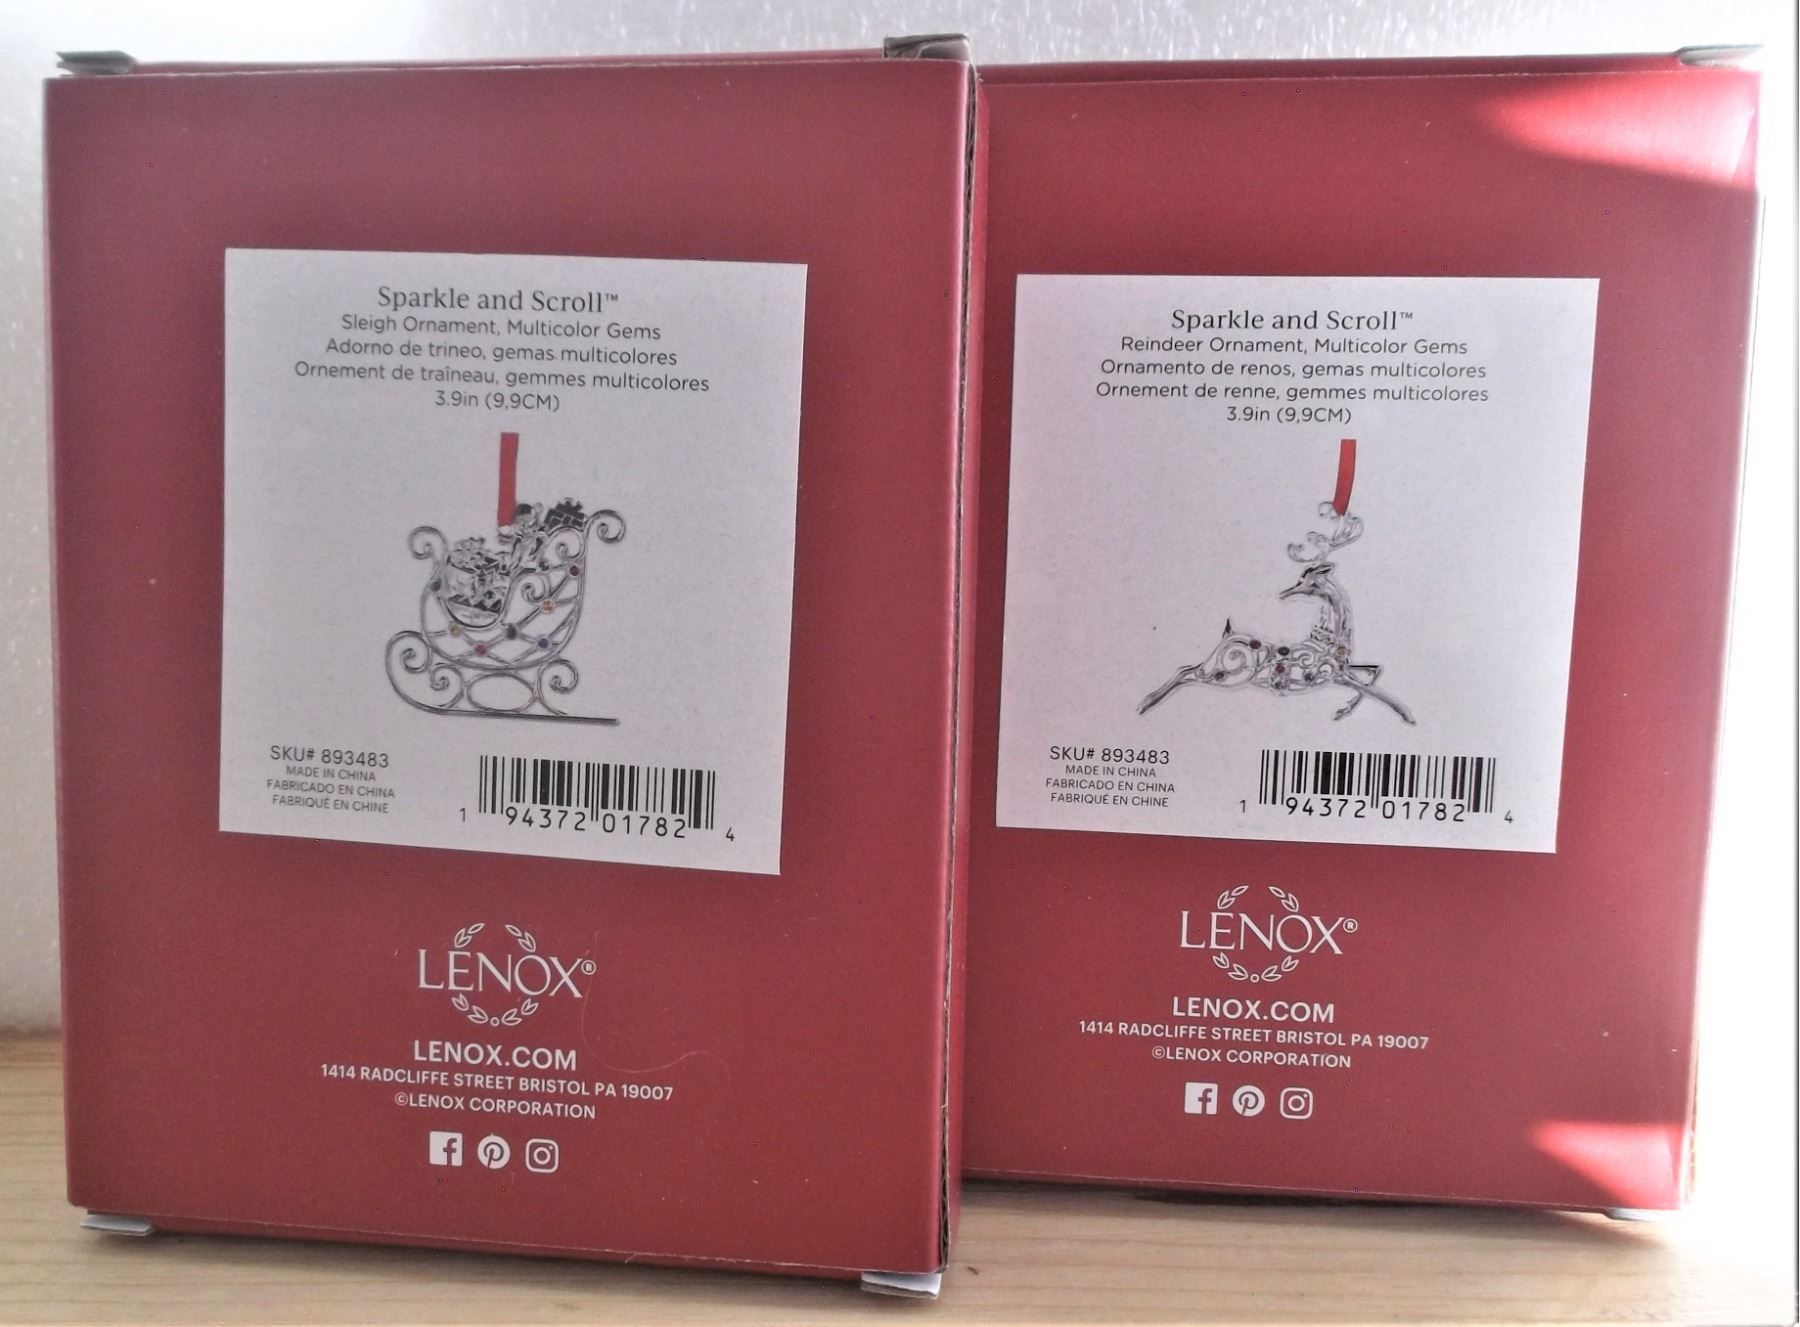 Sparkle and Scroll™
Sleigh Ornament, Multicolor Gems
Adorno de trineo, gemas multicolores
Ornement de traîneau, gemmes multicolores
3.9in (9,9CM)
SKU# 893483
MADE IN CHINA
FABRICADO EN CHINA
FABRIQUÉ EN CHINE
1 94372 01782 4
LENOX®
LENOX.COM
1414 RADCLIFFE STREET BRISTOL PA 19007
©LENOX CORPORATION
Sparkle and Scroll™
Reindeer Ornament, Multicolor Gems
Ornamento de renos, gemas multicolores
Ornement de renne, gemmes multicolores
3.9in (9,9CM)
SKU# 893483
MADE IN CHINA
FABRICADO EN CHINA
FABRIQUÉ EN CHINE
1 94372 01782 4
LENOX®
LENOX.COM
1414 RADCLIFFE STREET BRISTOL PA 19007
©LENOX CORPORATION